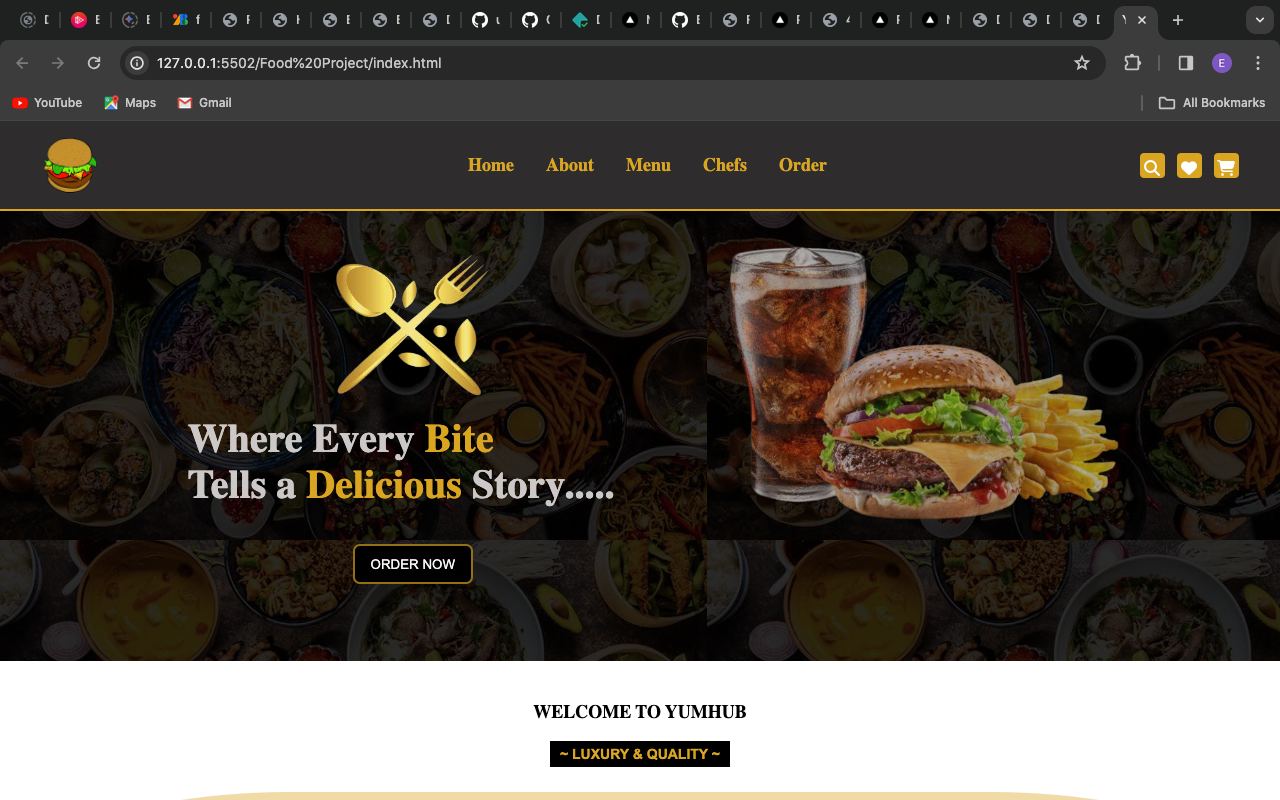 127.0.0.1:5502/Food%20Project/index.html
E
YouTube Maps Gmail All Bookmarks
Home About Menu Chefs Order
Where Every Bite
Tells a Delicious Story.....
ORDER NOW
WELCOME TO YUMHUB
~ LUXURY & QUALITY ~